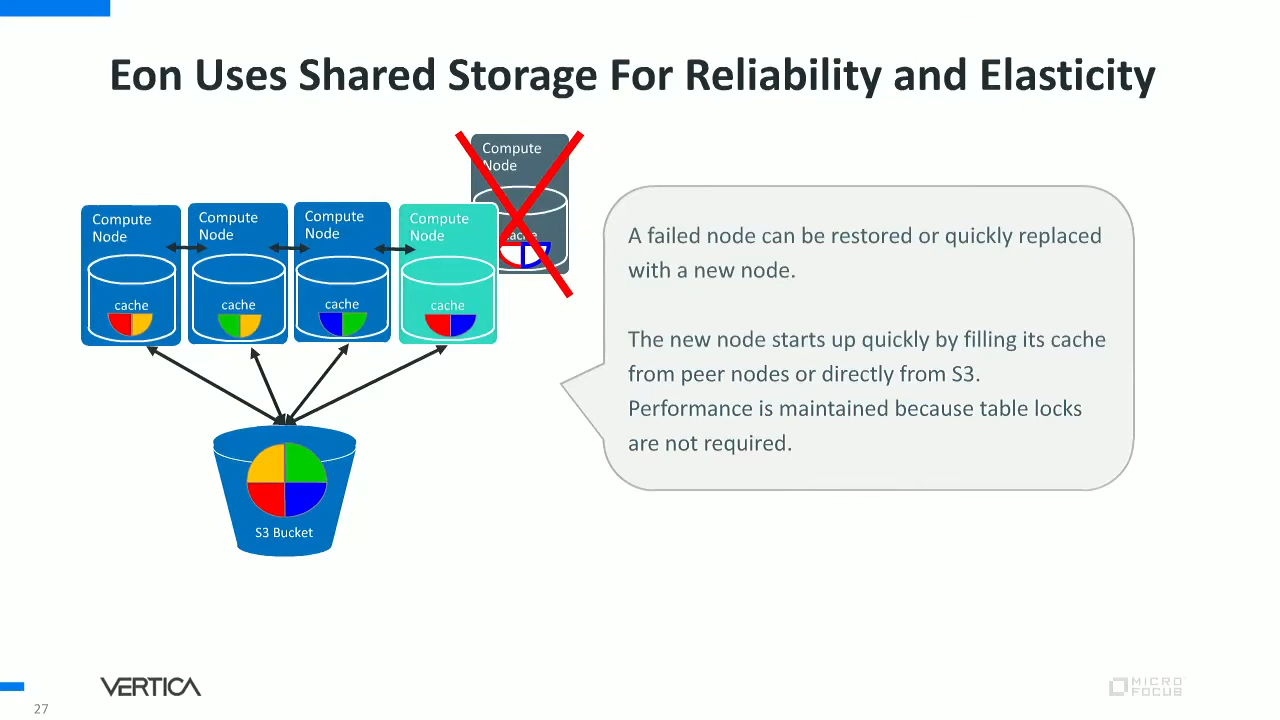 Eon Uses Shared Storage For Reliability and Elasticity
Compute
Node
cache
Compute
Node
cache
Compute
Node
cache
Compute
Node
cache
Compute
Node
cache
A failed node can be restored or quickly replaced
with a new node.
The new node starts up quickly by filling its cache
from peer nodes or directly from S3.
Performance is maintained because table locks
are not required.
S3 Bucket
VERTICA
MICRO
FOCUS
27